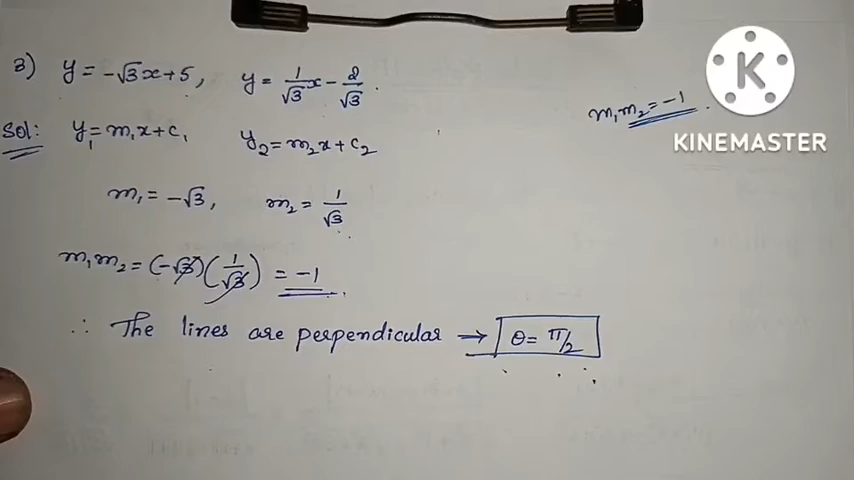 3) y = -√3x+5, y = 1/√3 x - 2/√3.
m₁m₂ = -1.
KINEMASTER
Sol: y₁ = m₁x+c₁ y₂ = m₂x+c₂
m₁ = -√3, m₂ = 1/√3
m₁m₂ = (-√3)(1/√3) = -1.
∴ The lines are perpendicular → θ = π/2